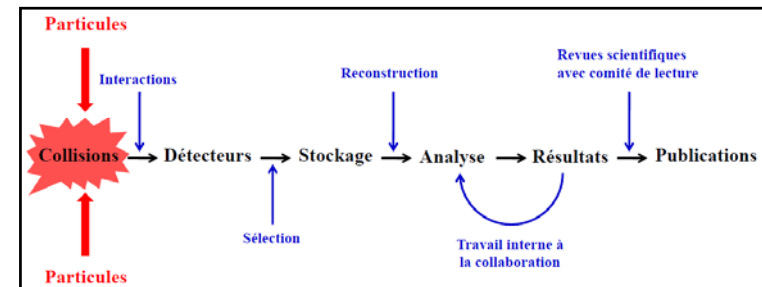 Particules
Interactions
Reconstruction
Revues scientifiques
avec comité de lecture
Collisions
Détecteurs
Stockage
Analyse
Résultats
Publications
Sélection
Travail interne à
la collaboration
Particules